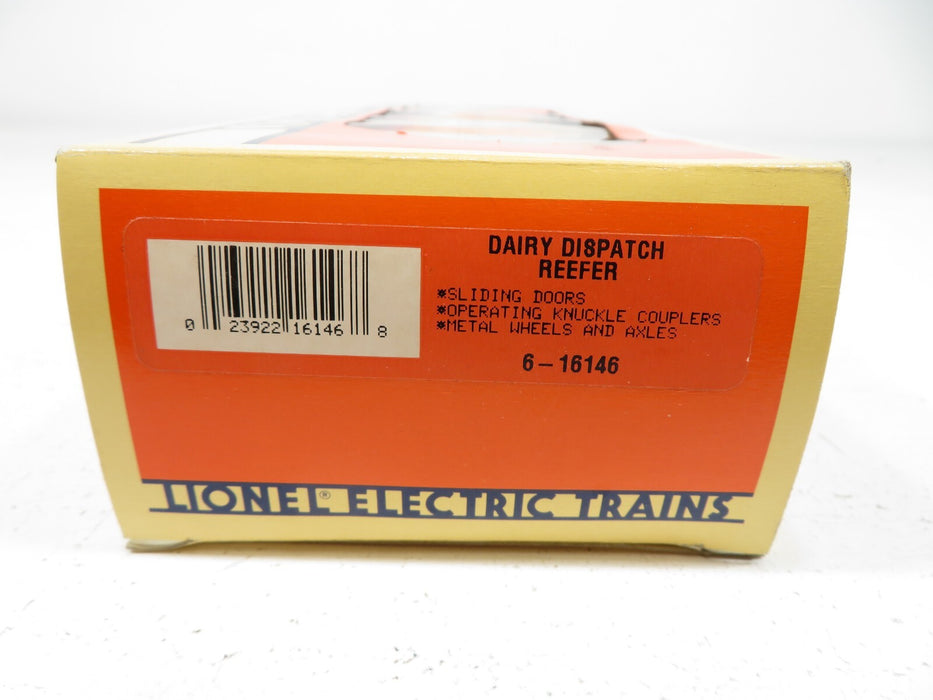 DAIRY DI8PATCH
REEFER
*SLIDING DOORS
*OPERATING KNUCKLE COUPLERS
*METAL WHEELS AND AXLES
6-16146
0 23922 16146 8
LIONEL® ELECTRIC TRAINS